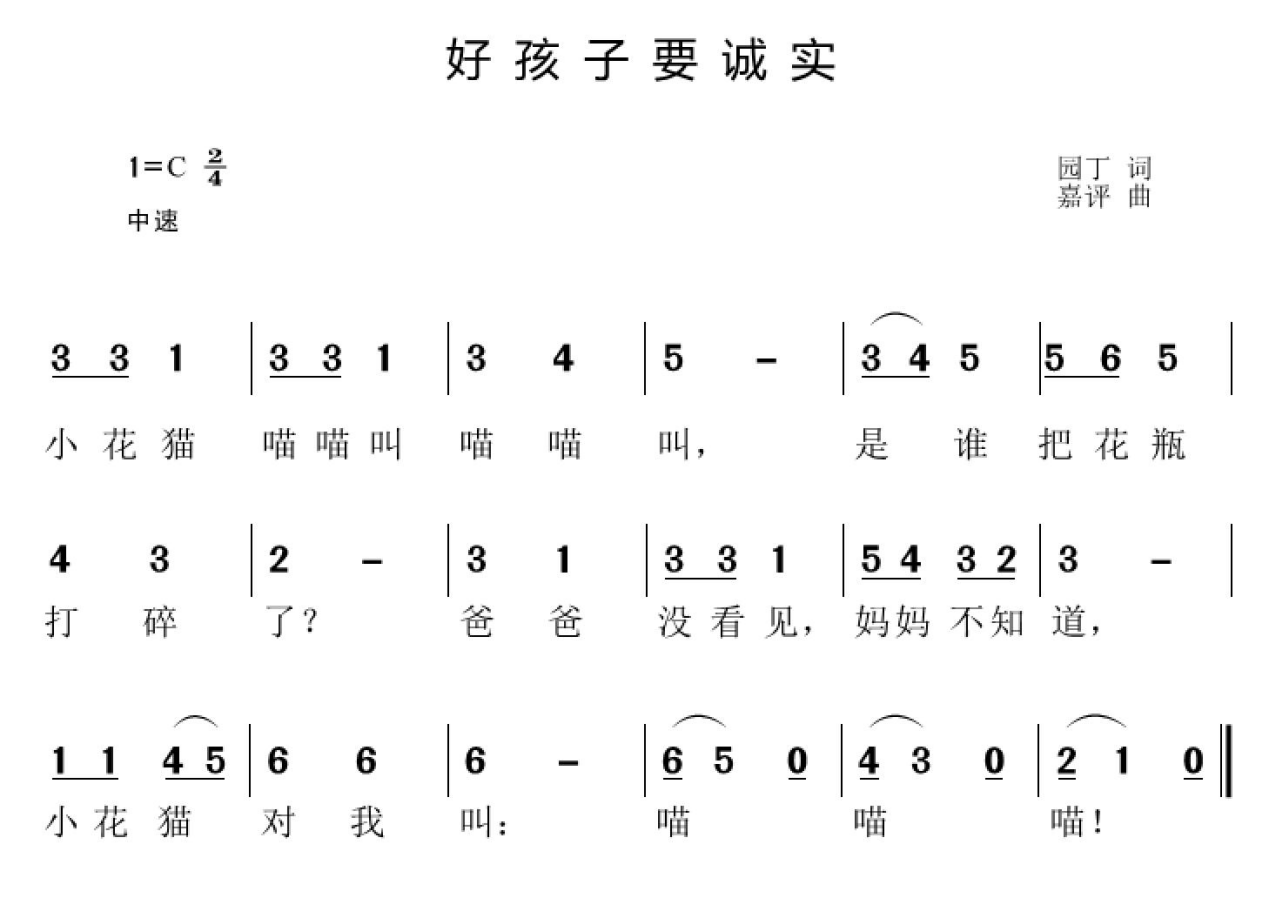 好孩子要诚实
1=C 2/4
园丁 词
中速
嘉评 曲
3 3 1 | 3 3 1 | 3 4 | 5 – | 3 4 5 | 5 6 5 |
小花猫 喵喵叫 喵喵 叫， 是 谁 把花瓶
4 3 | 2 – | 3 1 | 3 3 1 | 5 4 3 2 | 3 – |
打 碎 了？ 爸 爸 没看见， 妈妈不知 道，
1 1 4 5 | 6 6 | 6 – | 6 5 0 | 4 3 0 | 2 1 0 ‖
小花猫 对 我 叫： 喵 喵 喵！